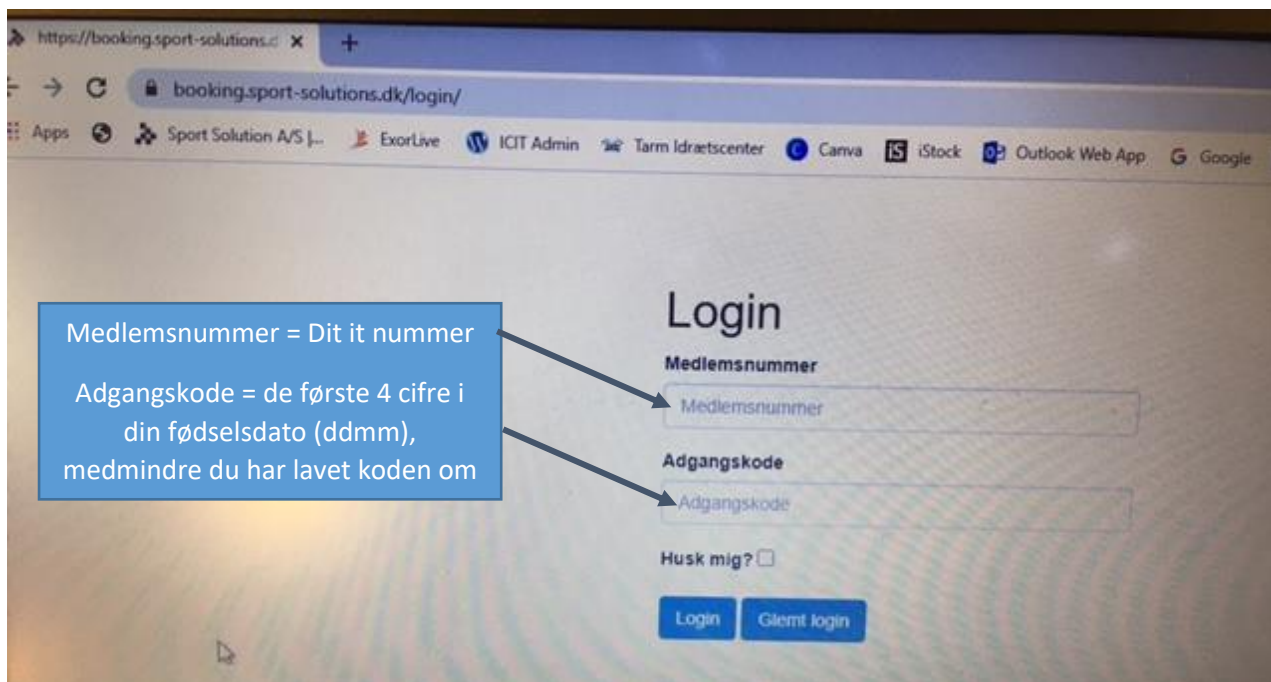 https://booking.sport-solutions.d
booking.sport-solutions.dk/login/
Apps Sport Solution A/S |... ExorLive ICIT Admin Tarm Idrætscenter Canva iS iStock Outlook Web App G Google
Login
Medlemsnummer = Dit it nummer
Adgangskode = de første 4 cifre i
din fødselsdato (ddmm),
medmindre du har lavet koden om
Medlemsnummer
Medlemsnummer
Adgangskode
Adgangskode
Husk mig?
Login Glemt login